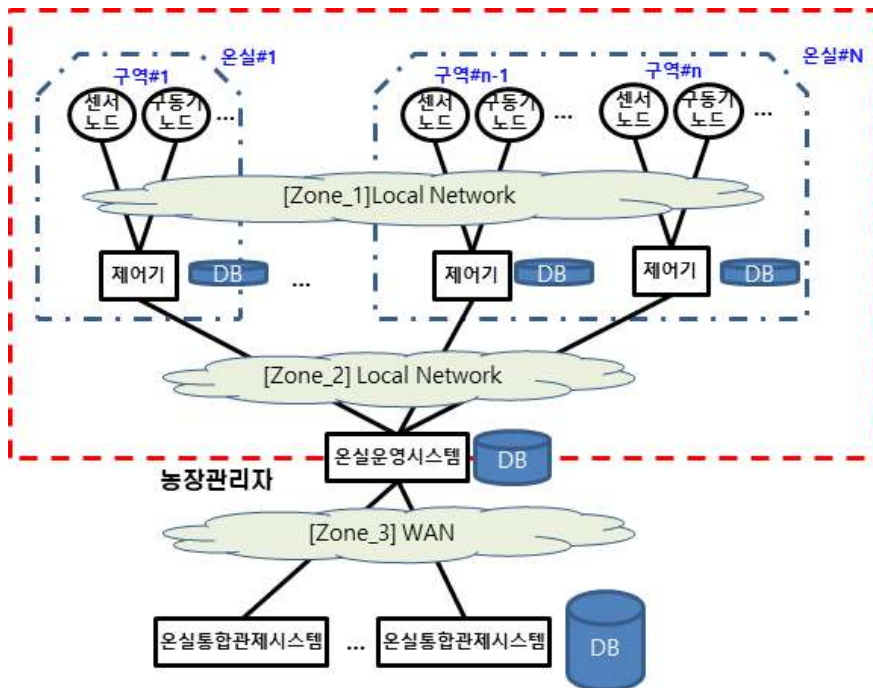 온실#1
온실#N
구역#1
구역#n-1
구역#n
센서
노드
구동기
노드
...
센서
노드
구동기
노드
...
센서
노드
구동기
노드
...
[Zone_1]Local Network
제어기
DB
...
제어기
DB
제어기
DB
[Zone_2] Local Network
온실운영시스템
DB
농장관리자
[Zone_3] WAN
온실통합관제시스템
...
온실통합관제시스템
DB